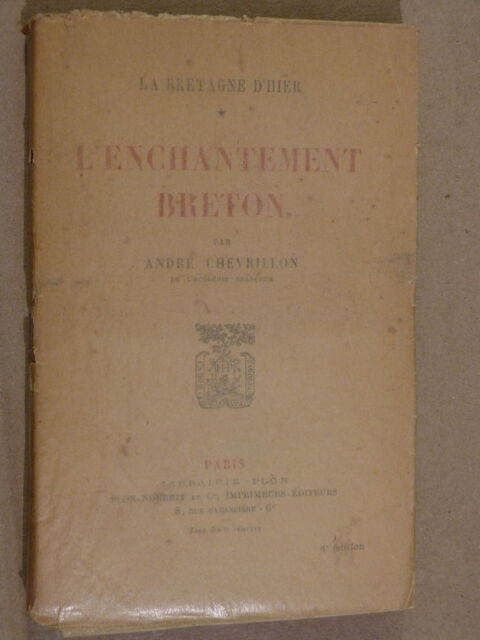 LA BRETAGNE D'HIER
*
L'ENCHANTEMENT
BRETON
PAR
ANDRÉ CHEVRILLON
DE L'ACADÉMIE FRANÇAISE
PARIS
LIBRAIRIE PLON
PLON-NOURRIT ET Cie, IMPRIMEURS-ÉDITEURS
8, RUE GARANCIÈRE - 6e
Tous droits réservés
4e édition